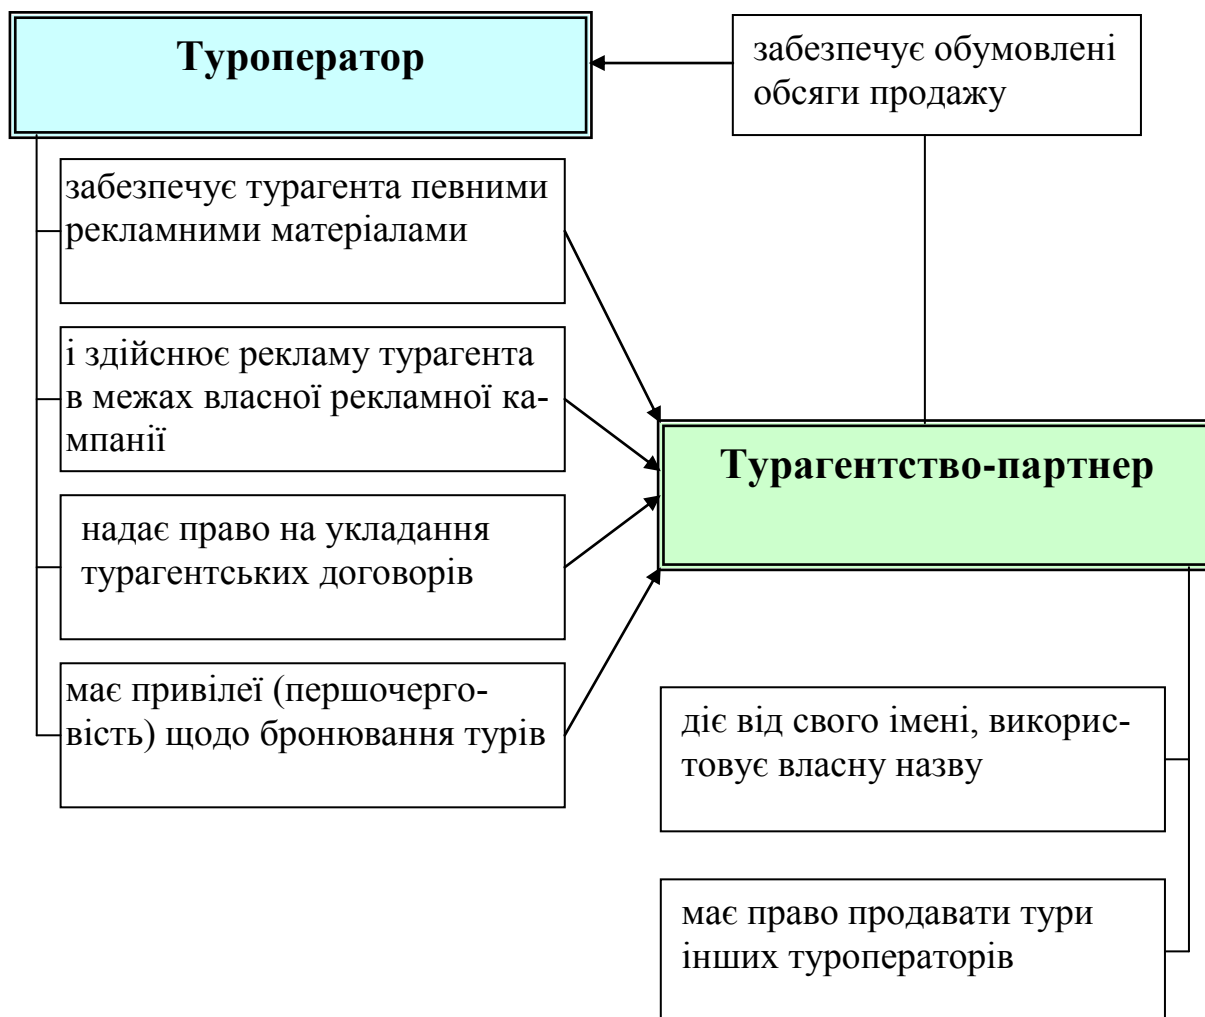 Туроператор
забезпечує обумовлені
обсяги продажу
забезпечує турагента певними
рекламними матеріалами
і здійснює рекламу турагента
в межах власної рекламної ка-
мпанії
Турагентство-партнер
надає право на укладання
турагентських договорів
має привілеї (першочерго-
вість) щодо бронювання турів
діє від свого імені, викорис-
товує власну назву
має право продавати тури
інших туроператорів